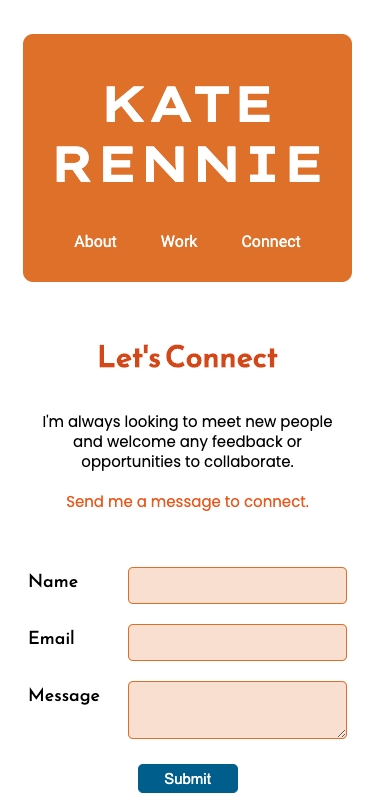 KATE
RENNIE
About Work Connect
Let's Connect
I'm always looking to meet new people
and welcome any feedback or
opportunities to collaborate.
Send me a message to connect.
Name
Email
Message
Submit